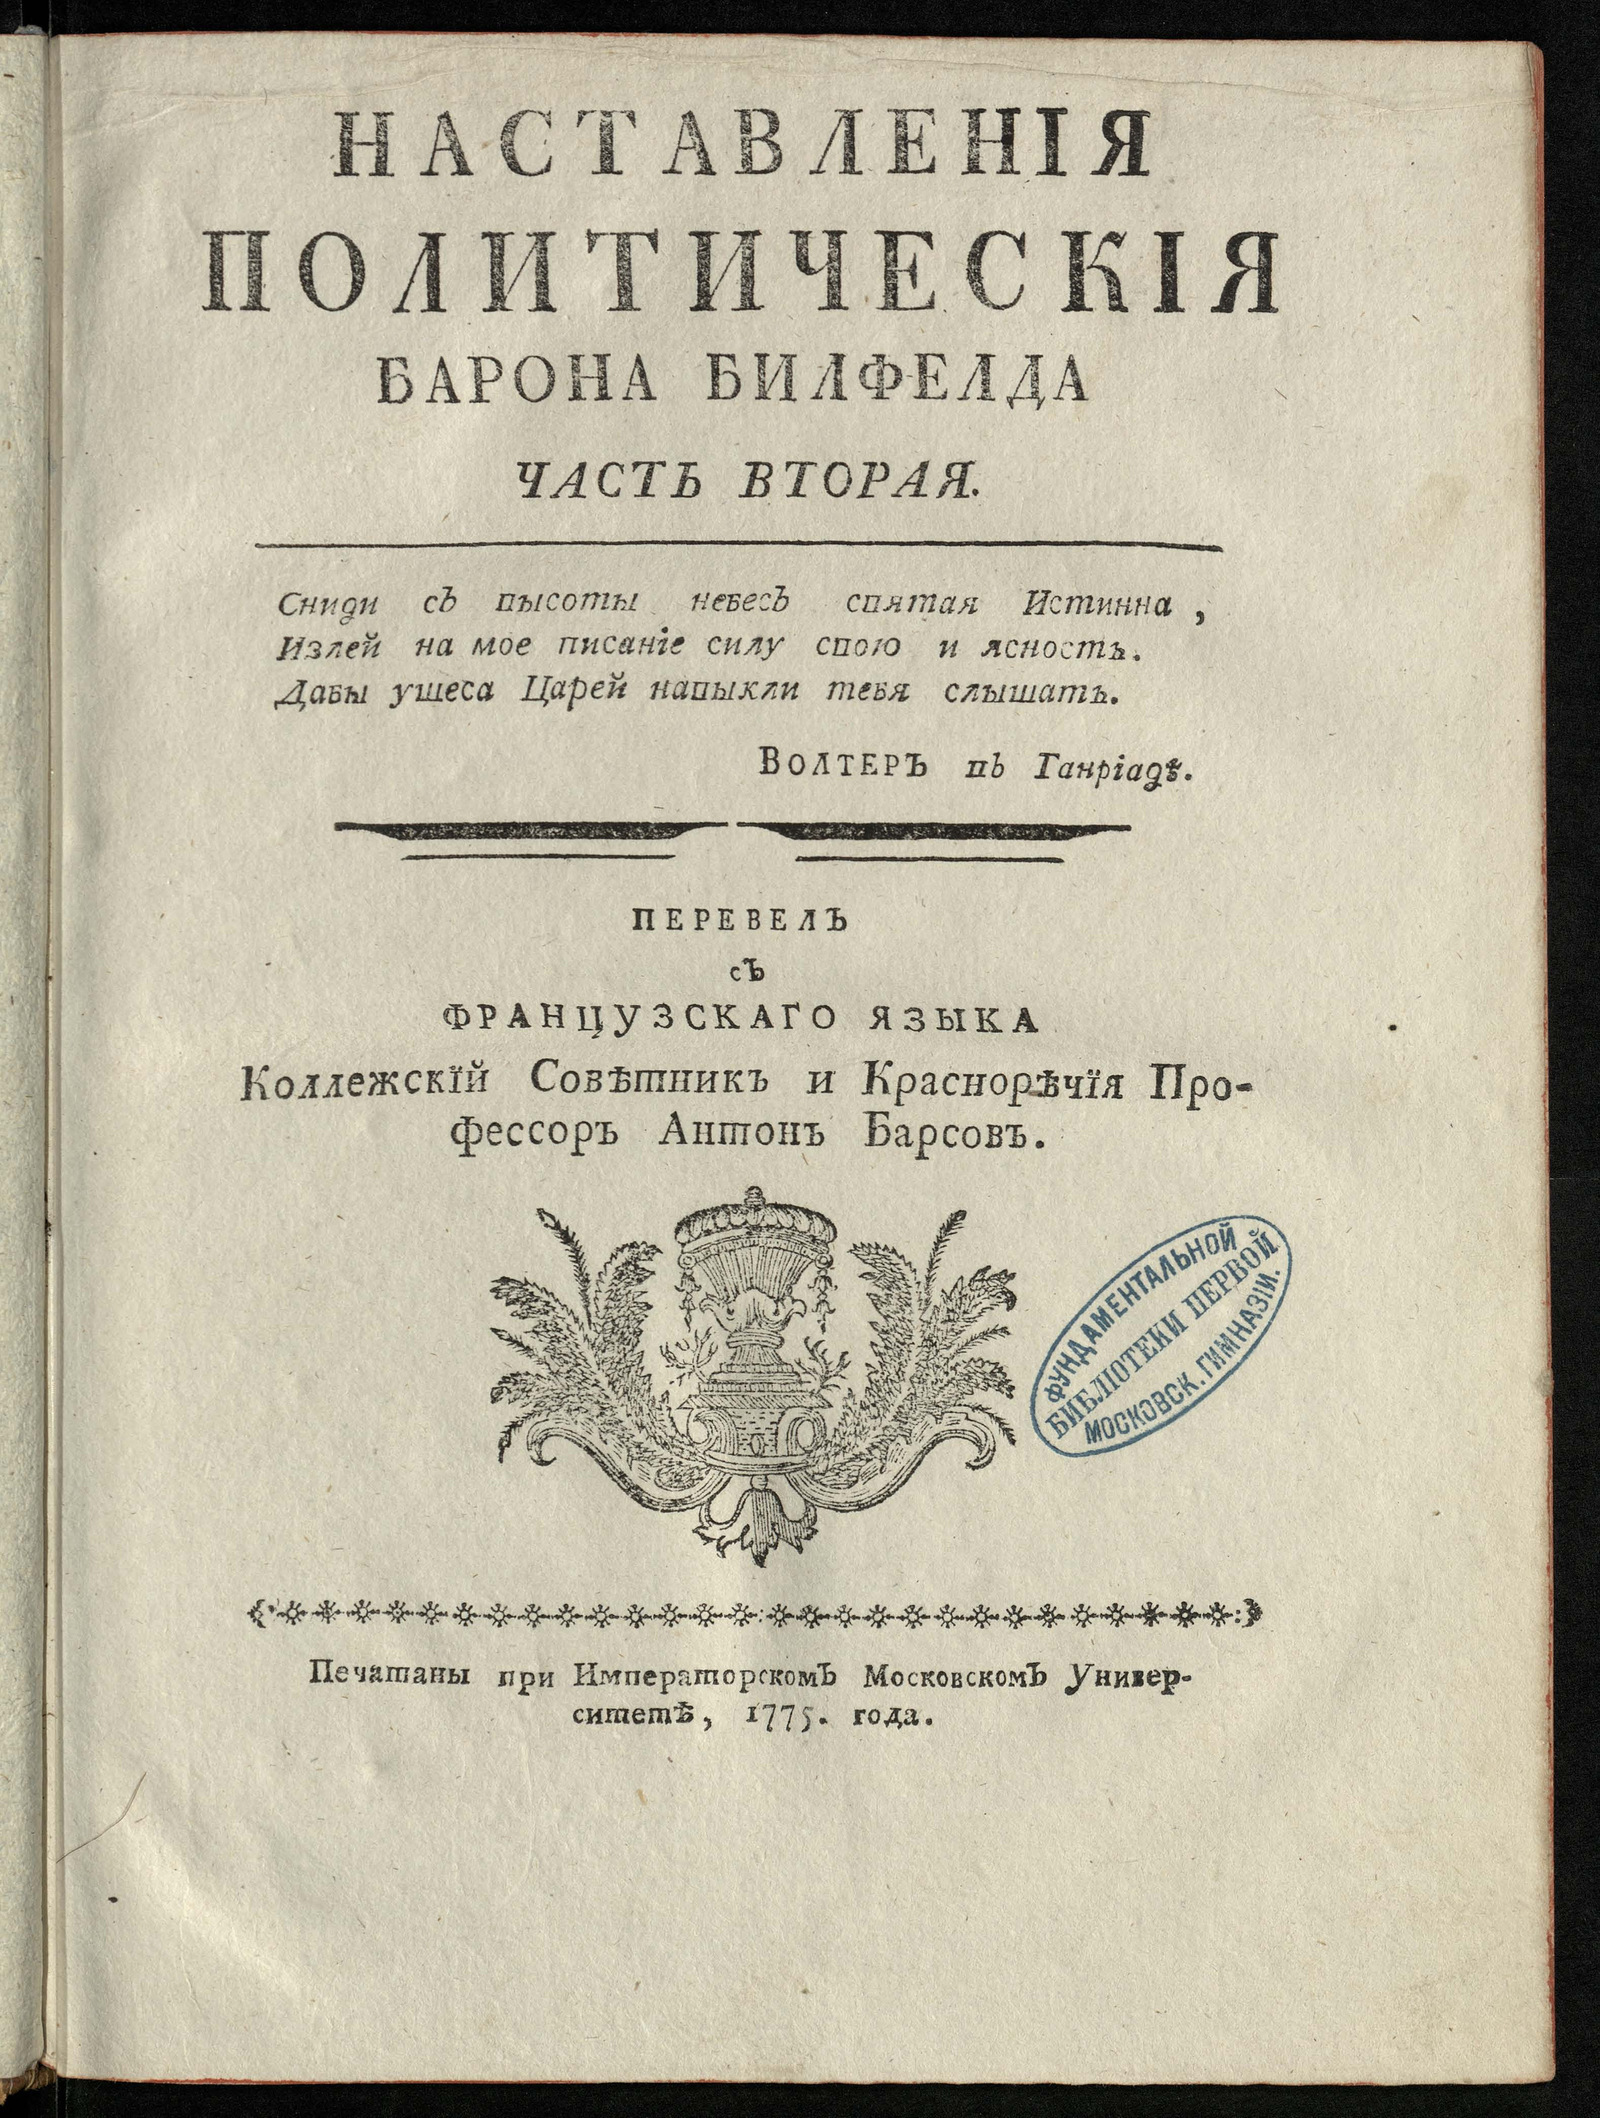 НАСТАВЛЕНІЯ
ПОЛИТИЧЕСКІЯ
БАРОНА БИЛФЕЛДА
ЧАСТЬ ВТОРАЯ.
Сниди съ высоты небесъ святая Истинна,
Излей на мое писаніе силу свою и ясность.
Дабы ушеса Царей навыкли тебя слышать.
ВОЛТЕРЪ въ Ганріадѣ.
ПЕРЕВЕЛЪ
съ
ФРАНЦУЗСКАГО ЯЗЫКА
Коллежскїй Совѣтникъ и Краснорѣчїя Про-
фессоръ Антонъ Барсовъ.
ФУНДАМЕНТАЛЬНОЙ
БИБЛІОТЕКИ ПЕРВОЙ
МОСКОВСК. ГИМНАЗІИ.
Печатаны при Императорскомъ Московскомъ Универ-
ситетѣ, 1775. года.